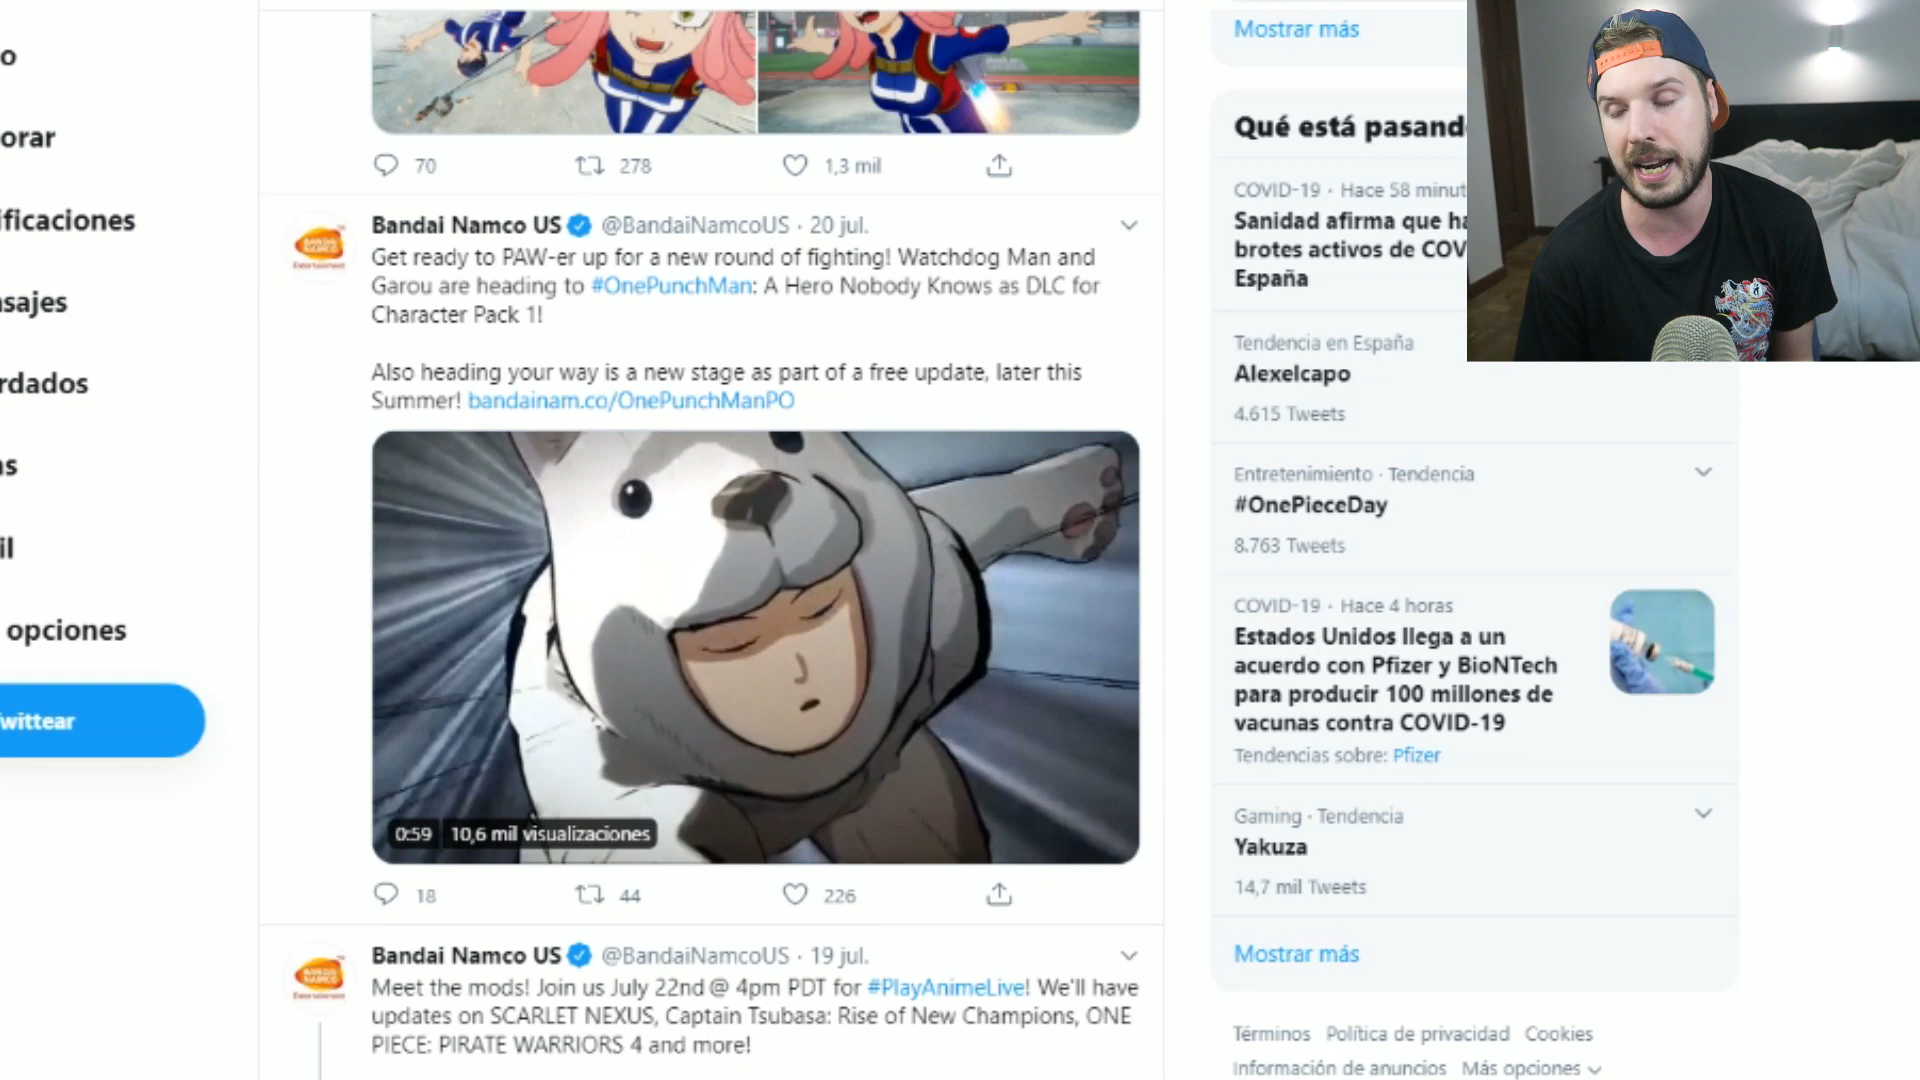 o
orar
ificaciones
sajes
rdados
as
il
opciones
wittear
70
278
1,3 mil
Bandai Namco US @BandaiNamcoUS · 20 jul.
Get ready to PAW-er up for a new round of fighting! Watchdog Man and
Garou are heading to #OnePunchMan: A Hero Nobody Knows as DLC for
Character Pack 1!
Also heading your way is a new stage as part of a free update, later this
Summer! bandainam.co/OnePunchManPO
0:59 10,6 mil visualizaciones
18
44
226
Bandai Namco US @BandaiNamcoUS · 19 jul.
Meet the mods! Join us July 22nd @ 4pm PDT for #PlayAnimeLive! We'll have
updates on SCARLET NEXUS, Captain Tsubasa: Rise of New Champions, ONE
PIECE: PIRATE WARRIORS 4 and more!
BANDAI
NAMCO
Entertainment
BANDAI
NAMCO
Entertainment
Mostrar más
Qué está pasand
COVID-19 · Hace 58 minut
Sanidad afirma que ha
brotes activos de COV
España
Tendencia en España
Alexelcapo
4.615 Tweets
Entretenimiento · Tendencia
#OnePieceDay
8.763 Tweets
COVID-19 · Hace 4 horas
Estados Unidos llega a un
acuerdo con Pfizer y BioNTech
para producir 100 millones de
vacunas contra COVID-19
Tendencias sobre: Pfizer
Gaming · Tendencia
Yakuza
14,7 mil Tweets
Mostrar más
Términos Política de privacidad Cookies
Información de anuncios Más opciones